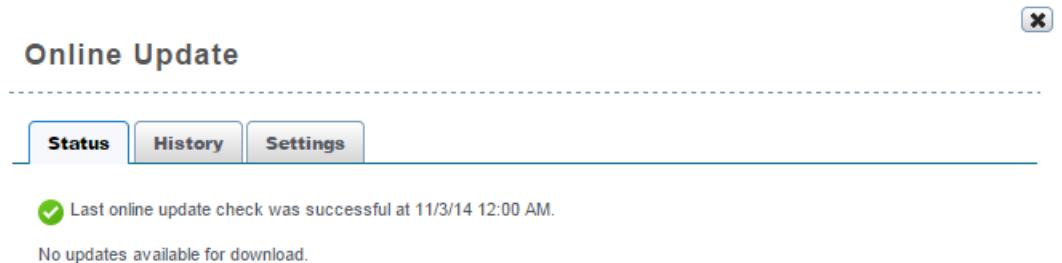 Online Update
Status History Settings
Last online update check was successful at 11/3/14 12:00 AM.
No updates available for download.